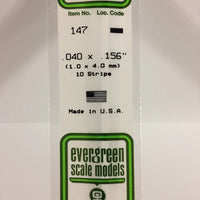 Item No. Loc. Code
147
.040 x .156"
(1.0 x 4.0 mm)
10 Strips
Made in U.S.A.
evergreen
scale models